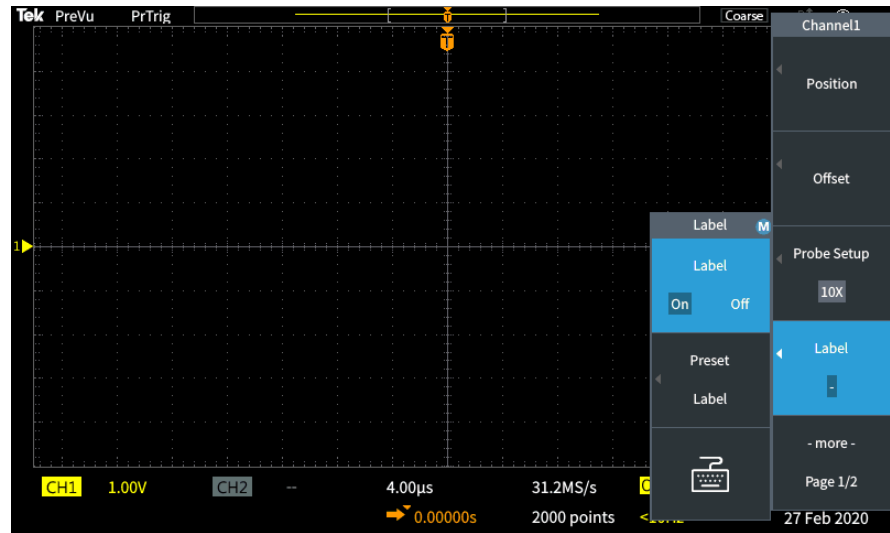 Tek PreVu PrTrig Coarse
T
T
Channel1
Position
Offset
Probe Setup
10X
Label
-
- more -
Page 1/2
Label M
Label
On Off
Preset
Label
1
CH1 1.00V CH2 -- 4.00µs 31.2MS/s
0.00000s 2000 points 27 Feb 2020